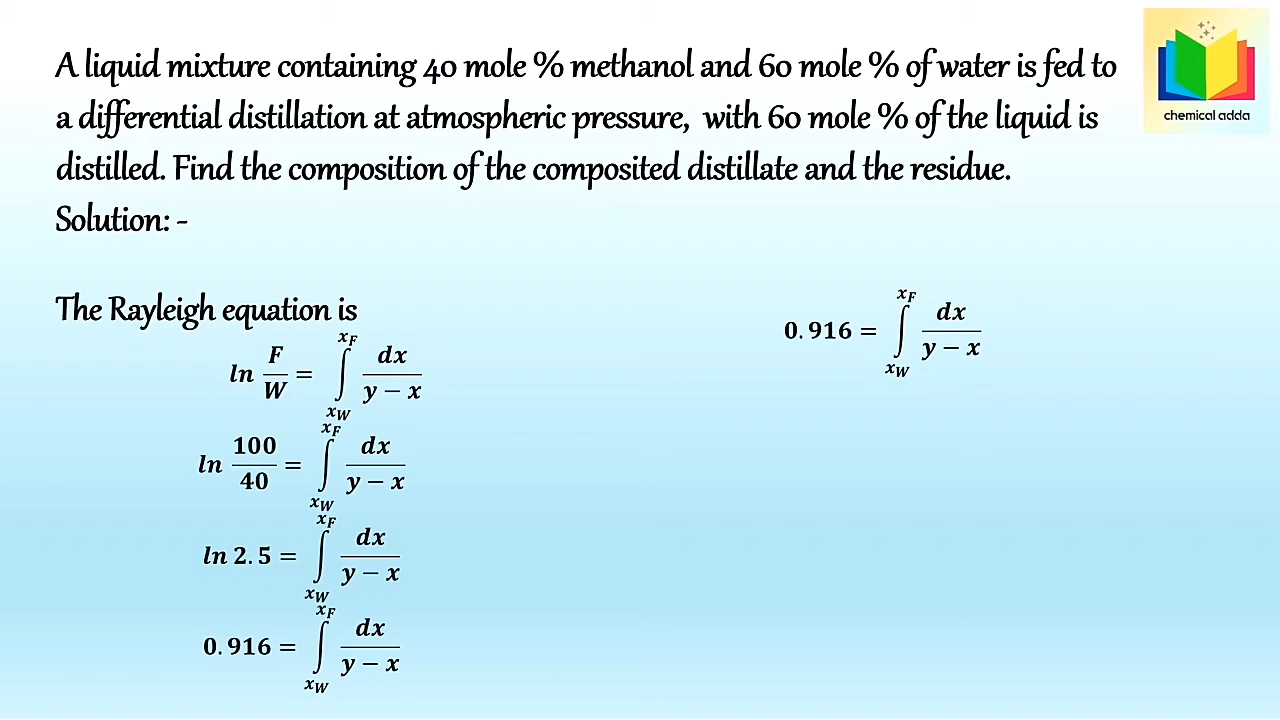 A liquid mixture containing 40 mole % methanol and 60 mole % of water is fed to
a differential distillation at atmospheric pressure, with 60 mole % of the liquid is
distilled. Find the composition of the composited distillate and the residue.
Solution: -
chemical adda
The Rayleigh equation is
ln F/W = ∫_{x_W}^{x_F} dx/(y − x)
ln 100/40 = ∫_{x_W}^{x_F} dx/(y − x)
ln 2.5 = ∫_{x_W}^{x_F} dx/(y − x)
0.916 = ∫_{x_W}^{x_F} dx/(y − x)
0.916 = ∫_{x_W}^{x_F} dx/(y − x)